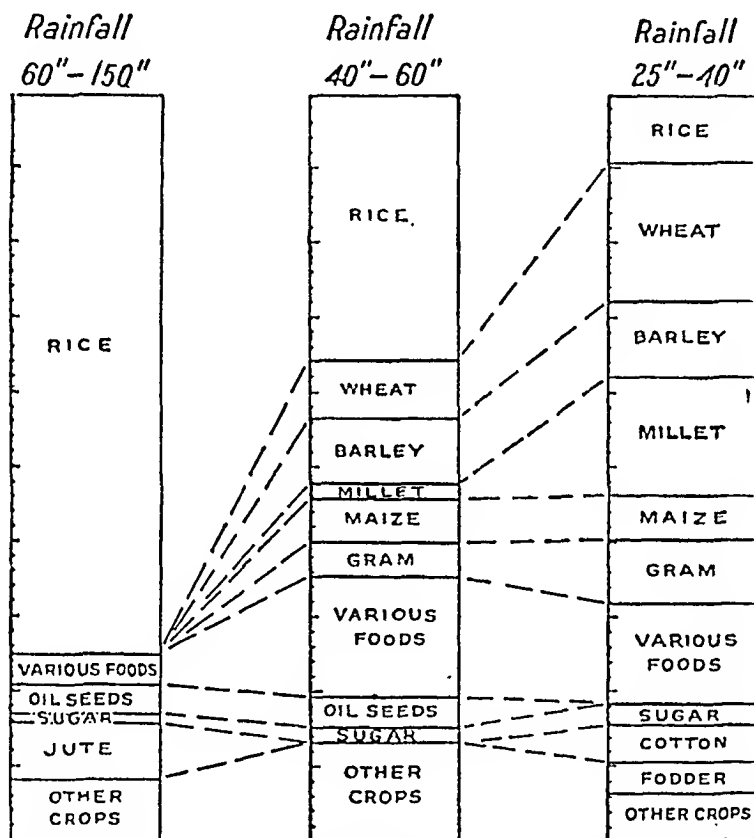 Rainfall
60"-150"
RICE
VARIOUS FOODS
OIL SEEDS
SUGAR
JUTE
OTHER
CROPS
Rainfall
40"-60"
RICE.
WHEAT
BARLEY
MILLET
MAIZE
GRAM
VARIOUS
FOODS
OIL SEEDS
SUGAR
OTHER
CROPS
Rainfall
25"-40"
RICE
WHEAT
BARLEY
MILLET
MAIZE
GRAM
VARIOUS
FOODS
SUGAR
COTTON
FODDER
OTHER CROPS